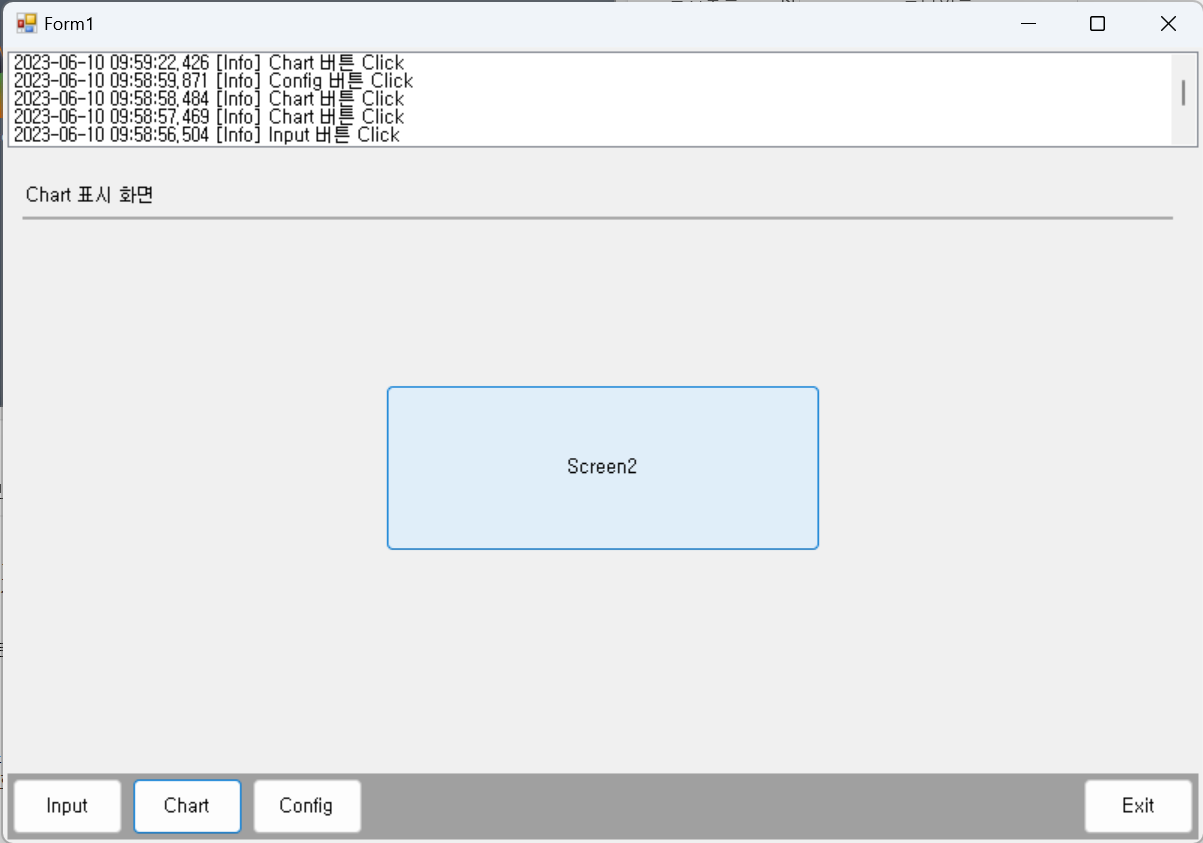 Form1
2023-06-10 09:59:22,426 [Info] Chart 버튼 Click
2023-06-10 09:58:59,871 [Info] Config 버튼 Click
2023-06-10 09:58:58,484 [Info] Chart 버튼 Click
2023-06-10 09:58:57,469 [Info] Chart 버튼 Click
2023-06-10 09:58:56,504 [Info] Input 버튼 Click
Chart 표시 화면
Screen2
Input
Chart
Config
Exit